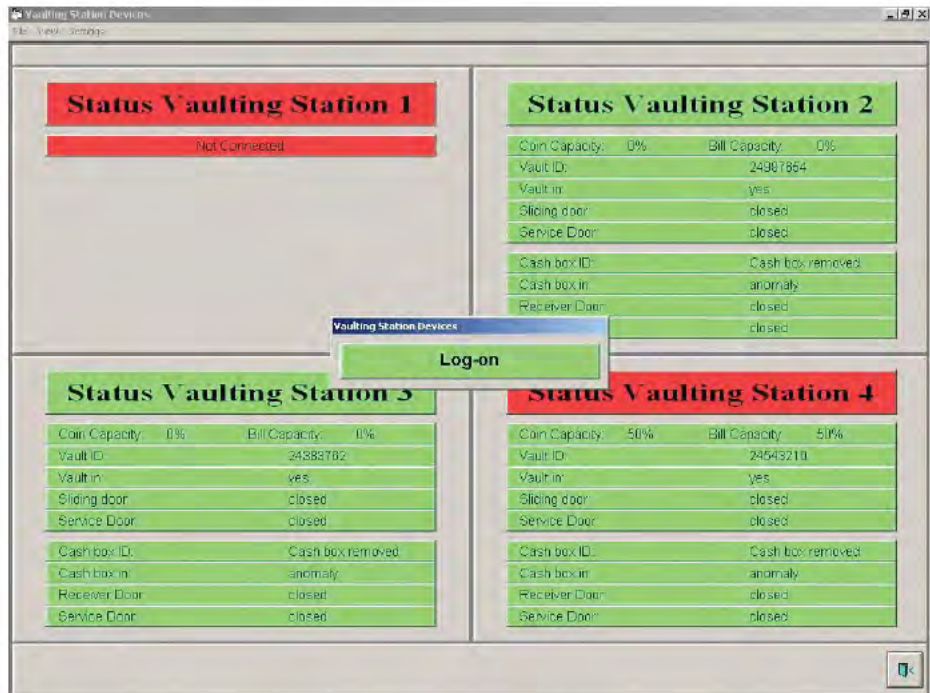 Vaulting Station Devices
File View Settings
Status Vaulting Station 1
Not Connected
Status Vaulting Station 2
Coin Capacity: 0% Bill Capacity: 0%
Vault ID: 24987654
Vault in: yes
Sliding door: closed
Service Door: closed
Cash box ID: Cash box removed
Cash box in: anomaly
Receiver Door: closed
closed
Vaulting Station Devices
Log-on
Status Vaulting Station 3
Coin Capacity: 0% Bill Capacity: 0%
Vault ID: 24383762
Vault in: yes
Sliding door: closed
Service Door: closed
Cash box ID: Cash box removed
Cash box in: anomaly
Receiver Door: closed
Service Door: closed
Status Vaulting Station 4
Coin Capacity: 50% Bill Capacity: 50%
Vault ID: 24543210
Vault in: yes
Sliding door: closed
Service Door: closed
Cash box ID: Cash box removed
Cash box in: anomaly
Receiver Door: closed
Service Door: closed